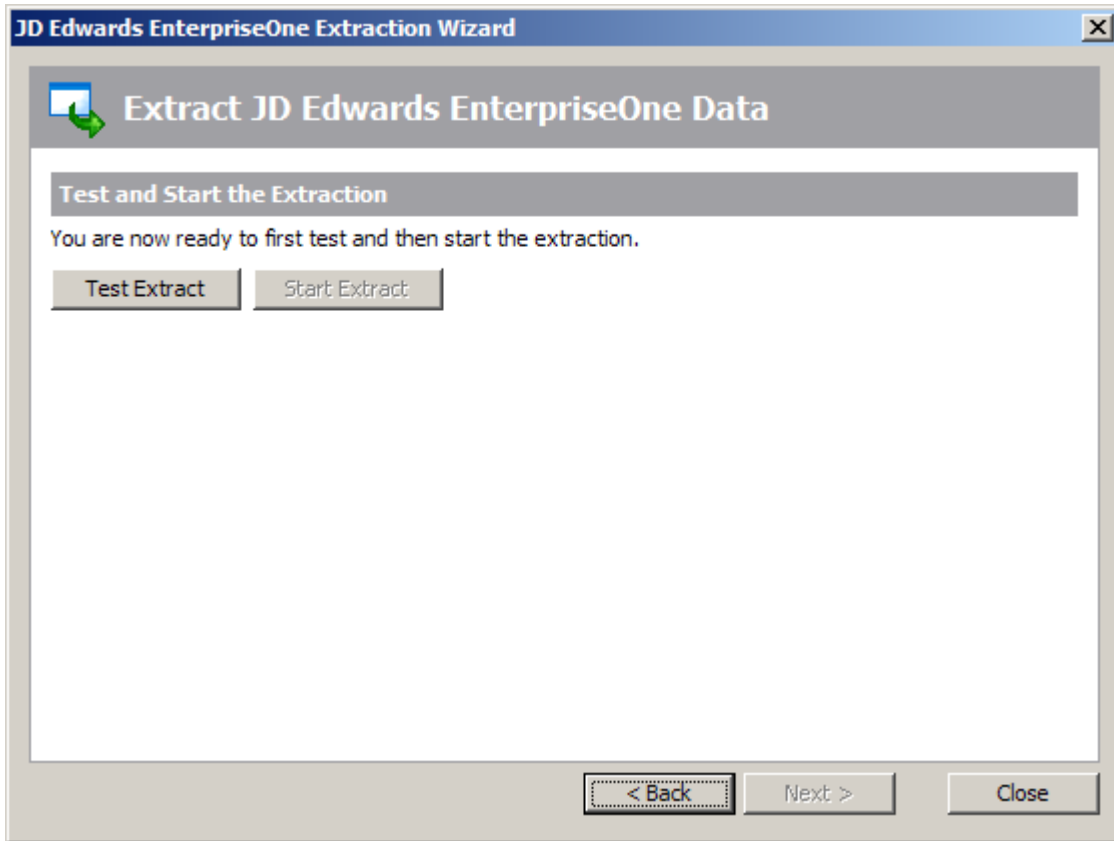 JD Edwards EnterpriseOne Extraction Wizard
Extract JD Edwards EnterpriseOne Data
Test and Start the Extraction
You are now ready to first test and then start the extraction.
Test Extract Start Extract
< Back Next > Close